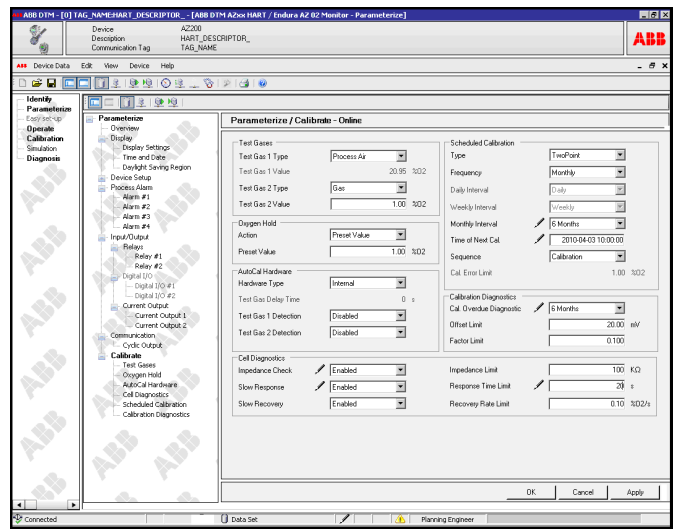 ABB DTM - [0] TAG_NAME:HART_DESCRIPTOR_ - [ABB DTM AZxx HART / Endura AZ 02 Monitor - Parameterize]
Device AZ200
Description HART_DESCRIPTOR_
Communication Tag TAG_NAME
ABB
Device Data Edit View Device Help
Identify
Parameterize
Easy set-up
Operate
Calibration
Simulation
Diagnosis
Parameterize
Overview
Display
Display Settings
Time and Date
Daylight Saving Region
Device Setup
Process Alarm
Alarm #1
Alarm #2
Alarm #3
Alarm #4
Input/Output
Relays
Relay #1
Relay #2
Digital I/O
Digital I/O #1
Digital I/O #2
Current Output
Current Output 1
Current Output 2
Communication
Cyclic Output
Calibrate
Test Gases
Oxygen Hold
AutoCal Hardware
Cell Diagnostics
Scheduled Calibration
Calibration Diagnostics
Parameterize / Calibrate - Online
Test Gases
Test Gas 1 Type Process Air
Test Gas 1 Value 20.95 %O2
Test Gas 2 Type Gas
Test Gas 2 Value 1.00 %O2
Oxygen Hold
Action Preset Value
Preset Value 1.00 %O2
AutoCal Hardware
Hardware Type Internal
Test Gas Delay Time 0 s
Test Gas 1 Detection Disabled
Test Gas 2 Detection Disabled
Scheduled Calibration
Type TwoPoint
Frequency Monthly
Daily Interval Daily
Weekly Interval Weekly
Monthly Interval 6 Months
Time of Next Cal. 2010-04-03 10:00:00
Sequence Calibration
Cal. Error Limit 1.00 %O2
Calibration Diagnostics
Cal. Overdue Diagnostic 6 Months
Offset Limit 20.00 mV
Factor Limit 0.100
Cell Diagnostics
Impedance Check Enabled Impedance Limit 100 KΩ
Slow Response Enabled Response Time Limit 20 s
Slow Recovery Enabled Recovery Rate Limit 0.10 %O2/s
OK Cancel Apply
Connected Data Set Planning Engineer